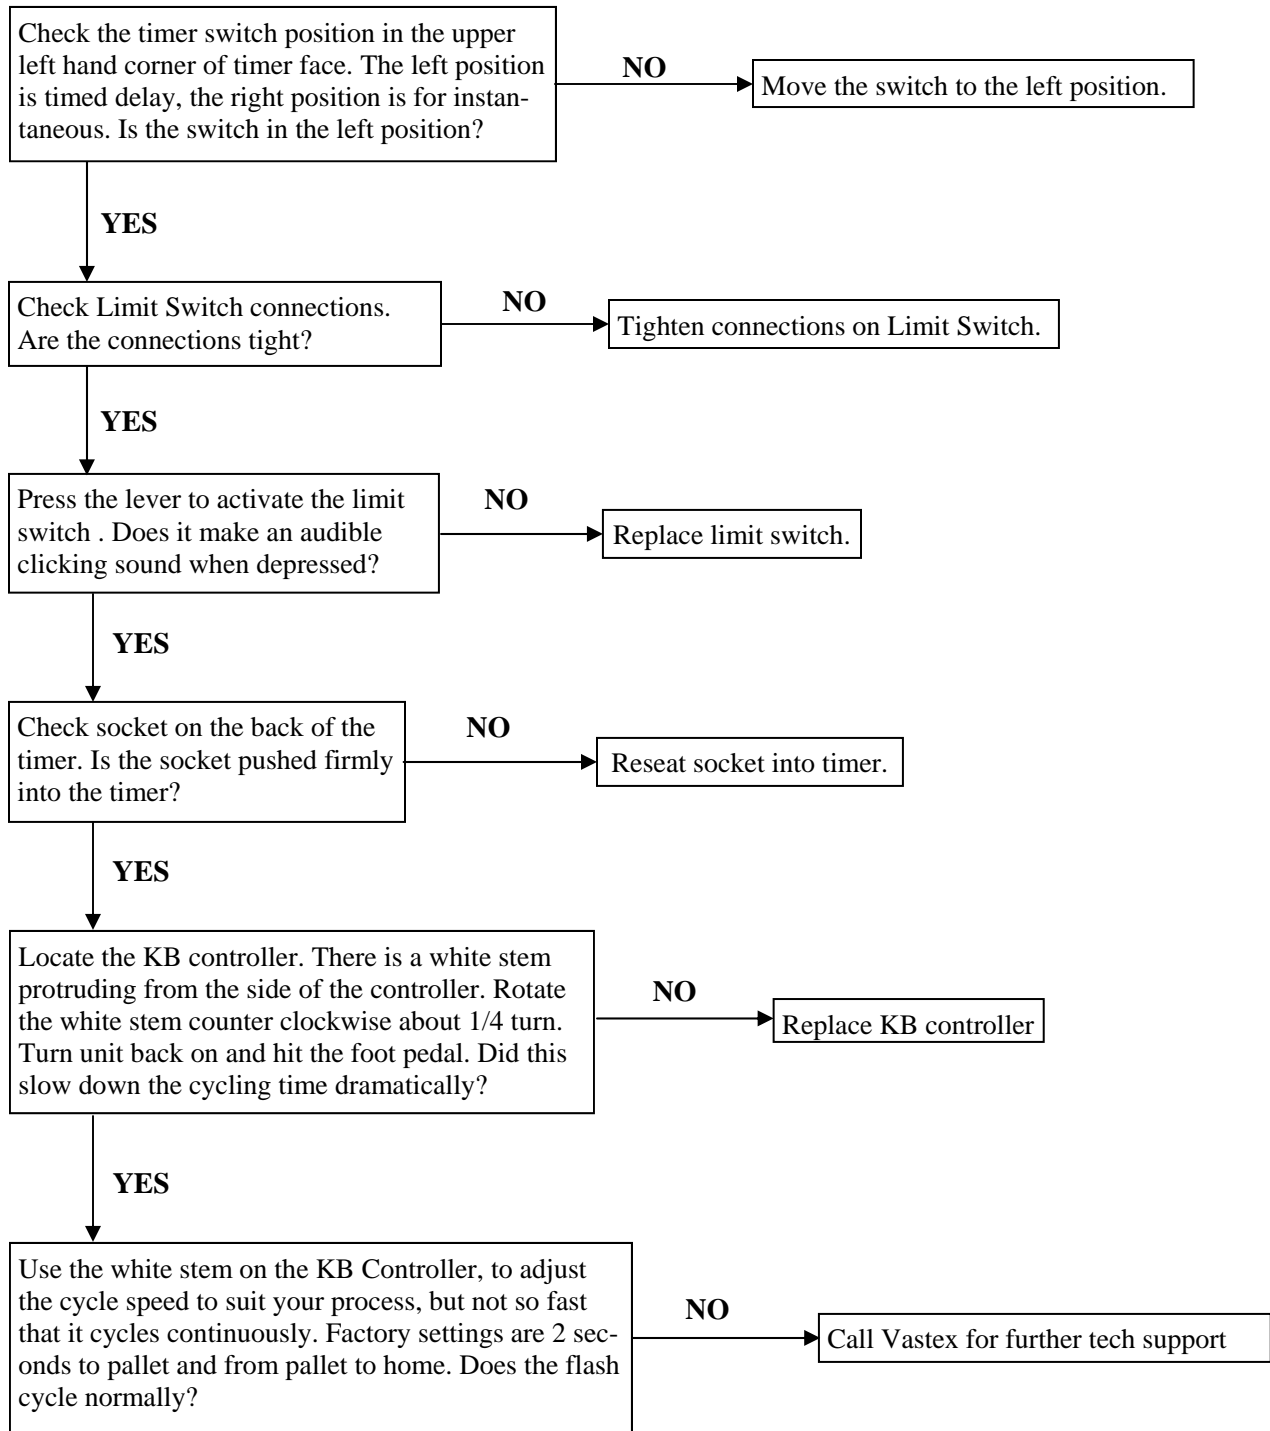 Check the timer switch position in the upper
left hand corner of timer face. The left position
is timed delay, the right position is for instan-
taneous. Is the switch in the left position?
NO
Move the switch to the left position.
YES
Check Limit Switch connections.
Are the connections tight?
NO
Tighten connections on Limit Switch.
YES
Press the lever to activate the limit
switch . Does it make an audible
clicking sound when depressed?
NO
Replace limit switch.
YES
Check socket on the back of the
timer. Is the socket pushed firmly
into the timer?
NO
Reseat socket into timer.
YES
Locate the KB controller. There is a white stem
protruding from the side of the controller. Rotate
the white stem counter clockwise about 1/4 turn.
Turn unit back on and hit the foot pedal. Did this
slow down the cycling time dramatically?
NO
Replace KB controller
YES
Use the white stem on the KB Controller, to adjust
the cycle speed to suit your process, but not so fast
that it cycles continuously. Factory settings are 2 sec-
onds to pallet and from pallet to home. Does the flash
cycle normally?
NO
Call Vastex for further tech support